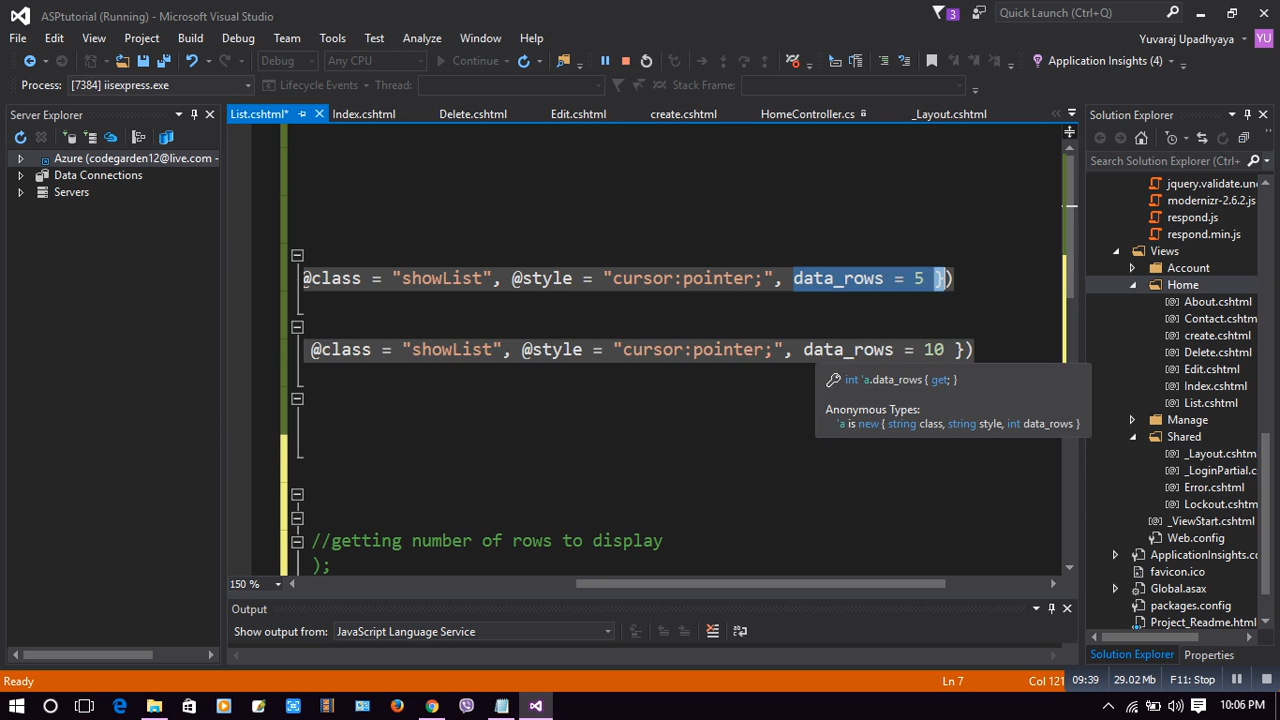 ASPtutorial (Running) - Microsoft Visual Studio
3
Quick Launch (Ctrl+Q)
File Edit View Project Build Debug Team Tools Test Analyze Window Help
Yuvaraj Upadhyaya
YU
Debug Any CPU Continue Application Insights (4)
Process: [7384] iisexpress.exe Lifecycle Events Thread: Stack Frame:
Server Explorer
Azure (codegarden12@live.com -
Data Connections
Servers
List.cshtml* Index.cshtml Delete.cshtml Edit.cshtml create.cshtml HomeController.cs _Layout.cshtml
@class = "showList", @style = "cursor:pointer;", data_rows = 5 })
@class = "showList", @style = "cursor:pointer;", data_rows = 10 })
int 'a.data_rows { get; }
Anonymous Types:
'a is new { string class, string style, int data_rows }
//getting number of rows to display
);
150 %
Output
Show output from: JavaScript Language Service
Solution Explorer
Search Solution Explorer (Ctrl+
jquery.validate.un
modernizr-2.6.2.js
respond.js
respond.min.js
Views
Account
Home
About.cshtml
Contact.cshtml
create.cshtml
Delete.cshtml
Edit.cshtml
Index.cshtml
List.cshtml
Manage
Shared
_Layout.cshtm
_LoginPartial.c
Error.cshtml
Lockout.cshtml
_ViewStart.cshtml
Web.config
ApplicationInsights.c
favicon.ico
Global.asax
packages.config
Project_Readme.html
Solution Explorer Properties
Ready Ln 7 Col 121 09:39 29.02 Mb F11: Stop
10:06 PM